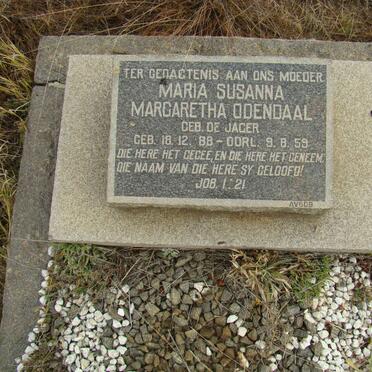 TER GEDAGTENIS AAN ONS MOEDER
MARIA SUSANNA
MARGARETHA ODENDAAL
GEB. DE JAGER
GEB. 18.12.'88 - OORL. 9.8.59
DIE HERE HET GEGEE, EN DIE HERE HET GENEEM,
DIE NAAM VAN DIE HERE SY GELOOFD!
JOB. 1:21